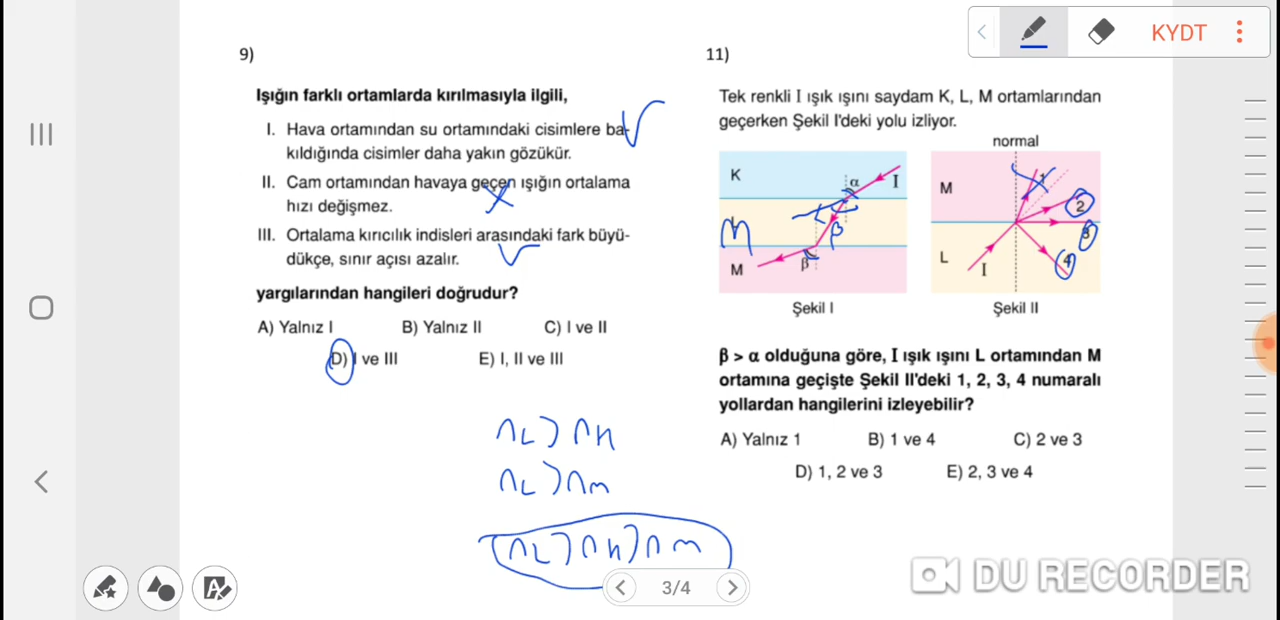 KYDT
9)
Işığın farklı ortamlarda kırılmasıyla ilgili,
I. Hava ortamından su ortamındaki cisimlere ba-
kıldığında cisimler daha yakın gözükür.
II. Cam ortamından havaya geçen ışığın ortalama
hızı değişmez.
III. Ortalama kırıcılık indisleri arasındaki fark büyü-
dükçe, sınır açısı azalır.
yargılarından hangileri doğrudur?
A) Yalnız I B) Yalnız II C) I ve II
D) I ve III E) I, II ve III
nL > nK
nL > nM
nL > nK > nM
11)
Tek renkli I ışık ışını saydam K, L, M ortamlarından
geçerken Şekil I'deki yolu izliyor.
K α I
β
M
M β
Şekil I
normal
M 1
2
3
L I 4
Şekil II
β > α olduğuna göre, I ışık ışını L ortamından M
ortamına geçişte Şekil II'deki 1, 2, 3, 4 numaralı
yollardan hangilerini izleyebilir?
A) Yalnız 1 B) 1 ve 4 C) 2 ve 3
D) 1, 2 ve 3 E) 2, 3 ve 4
3/4
DU RECORDER